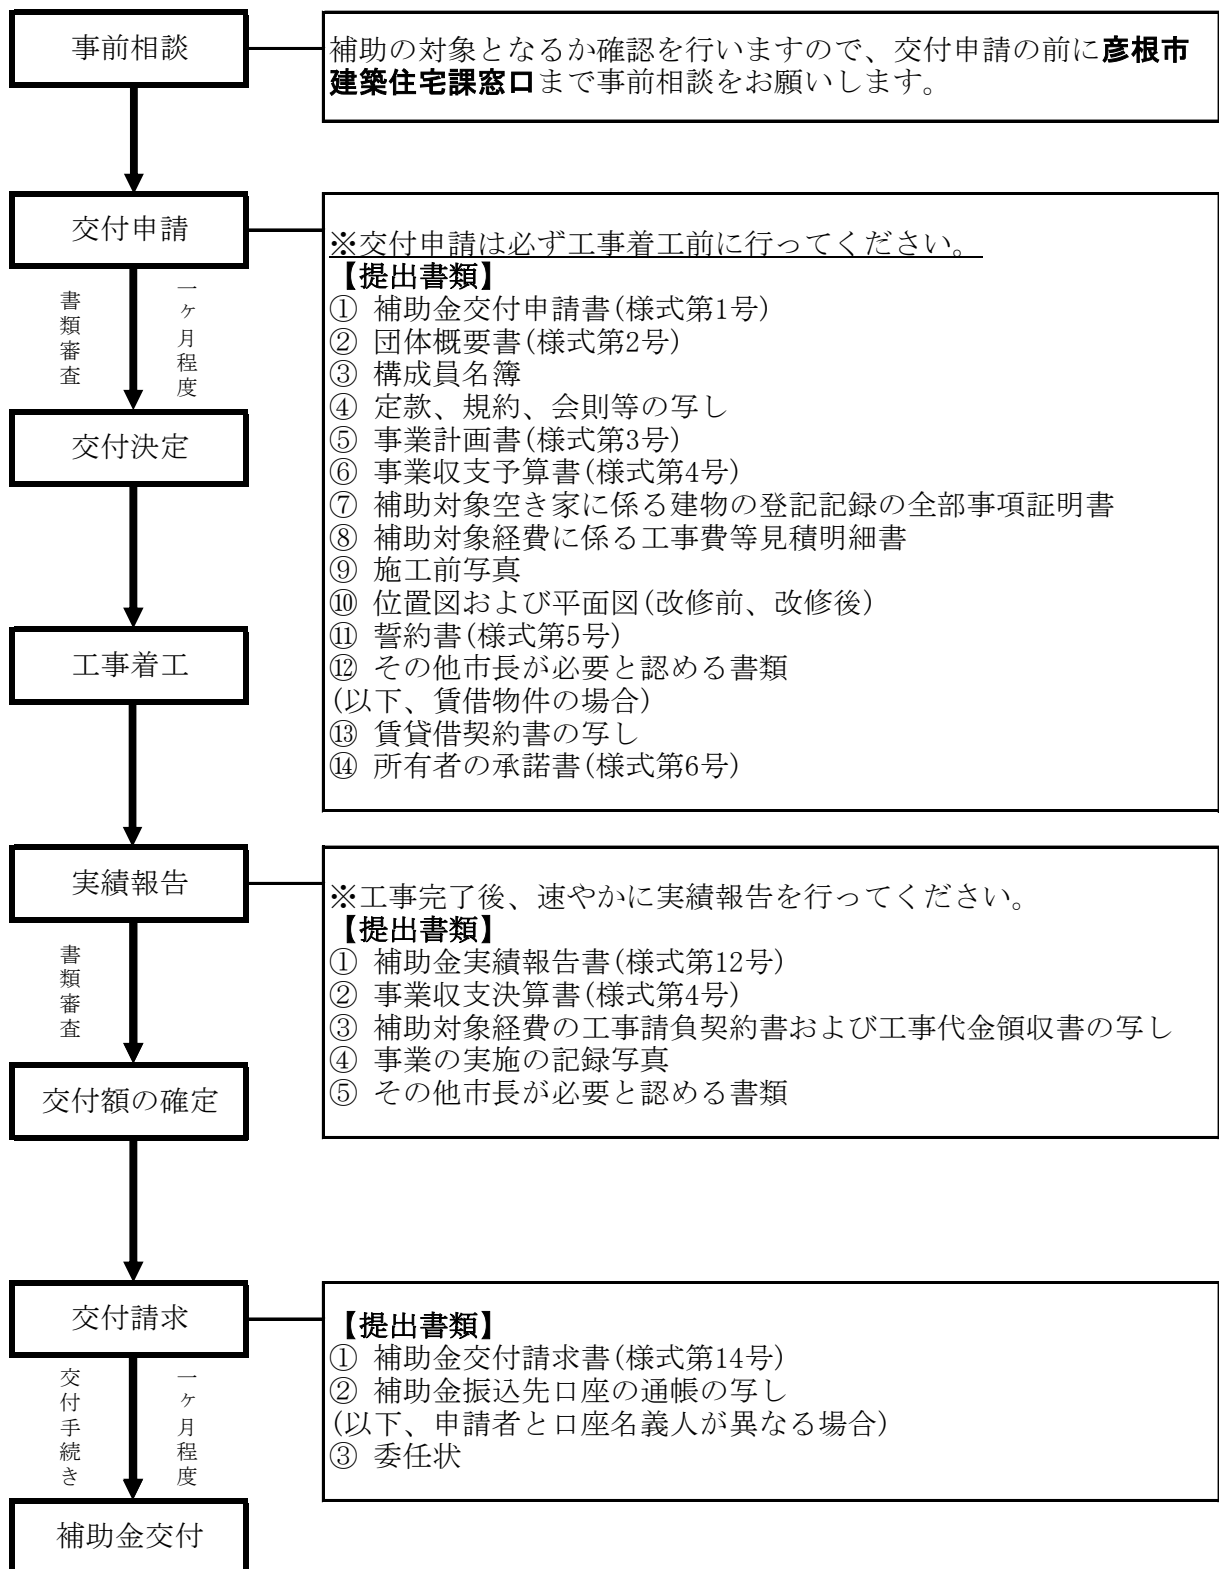 事前相談
補助の対象となるか確認を行いますので、交付申請の前に彦根市
建築住宅課窓口まで事前相談をお願いします。
交付申請
※交付申請は必ず工事着工前に行ってください。
【提出書類】
① 補助金交付申請書(様式第1号)
② 団体概要書(様式第2号)
③ 構成員名簿
④ 定款、規約、会則等の写し
⑤ 事業計画書(様式第3号)
⑥ 事業収支予算書(様式第4号)
⑦ 補助対象空き家に係る建物の登記記録の全部事項証明書
⑧ 補助対象経費に係る工事費等見積明細書
⑨ 施工前写真
⑩ 位置図および平面図(改修前、改修後)
⑪ 誓約書(様式第5号)
⑫ その他市長が必要と認める書類
(以下、賃借物件の場合)
⑬ 賃貸借契約書の写し
⑭ 所有者の承諾書(様式第6号)
書類審査
一ヶ月程度
交付決定
工事着工
実績報告
※工事完了後、速やかに実績報告を行ってください。
【提出書類】
① 補助金実績報告書(様式第12号)
② 事業収支決算書(様式第4号)
③ 補助対象経費の工事請負契約書および工事代金領収書の写し
④ 事業の実施の記録写真
⑤ その他市長が必要と認める書類
書類審査
交付額の確定
交付請求
【提出書類】
① 補助金交付請求書(様式第14号)
② 補助金振込先口座の通帳の写し
(以下、申請者と口座名義人が異なる場合)
③ 委任状
交付手続き
一ヶ月程度
補助金交付